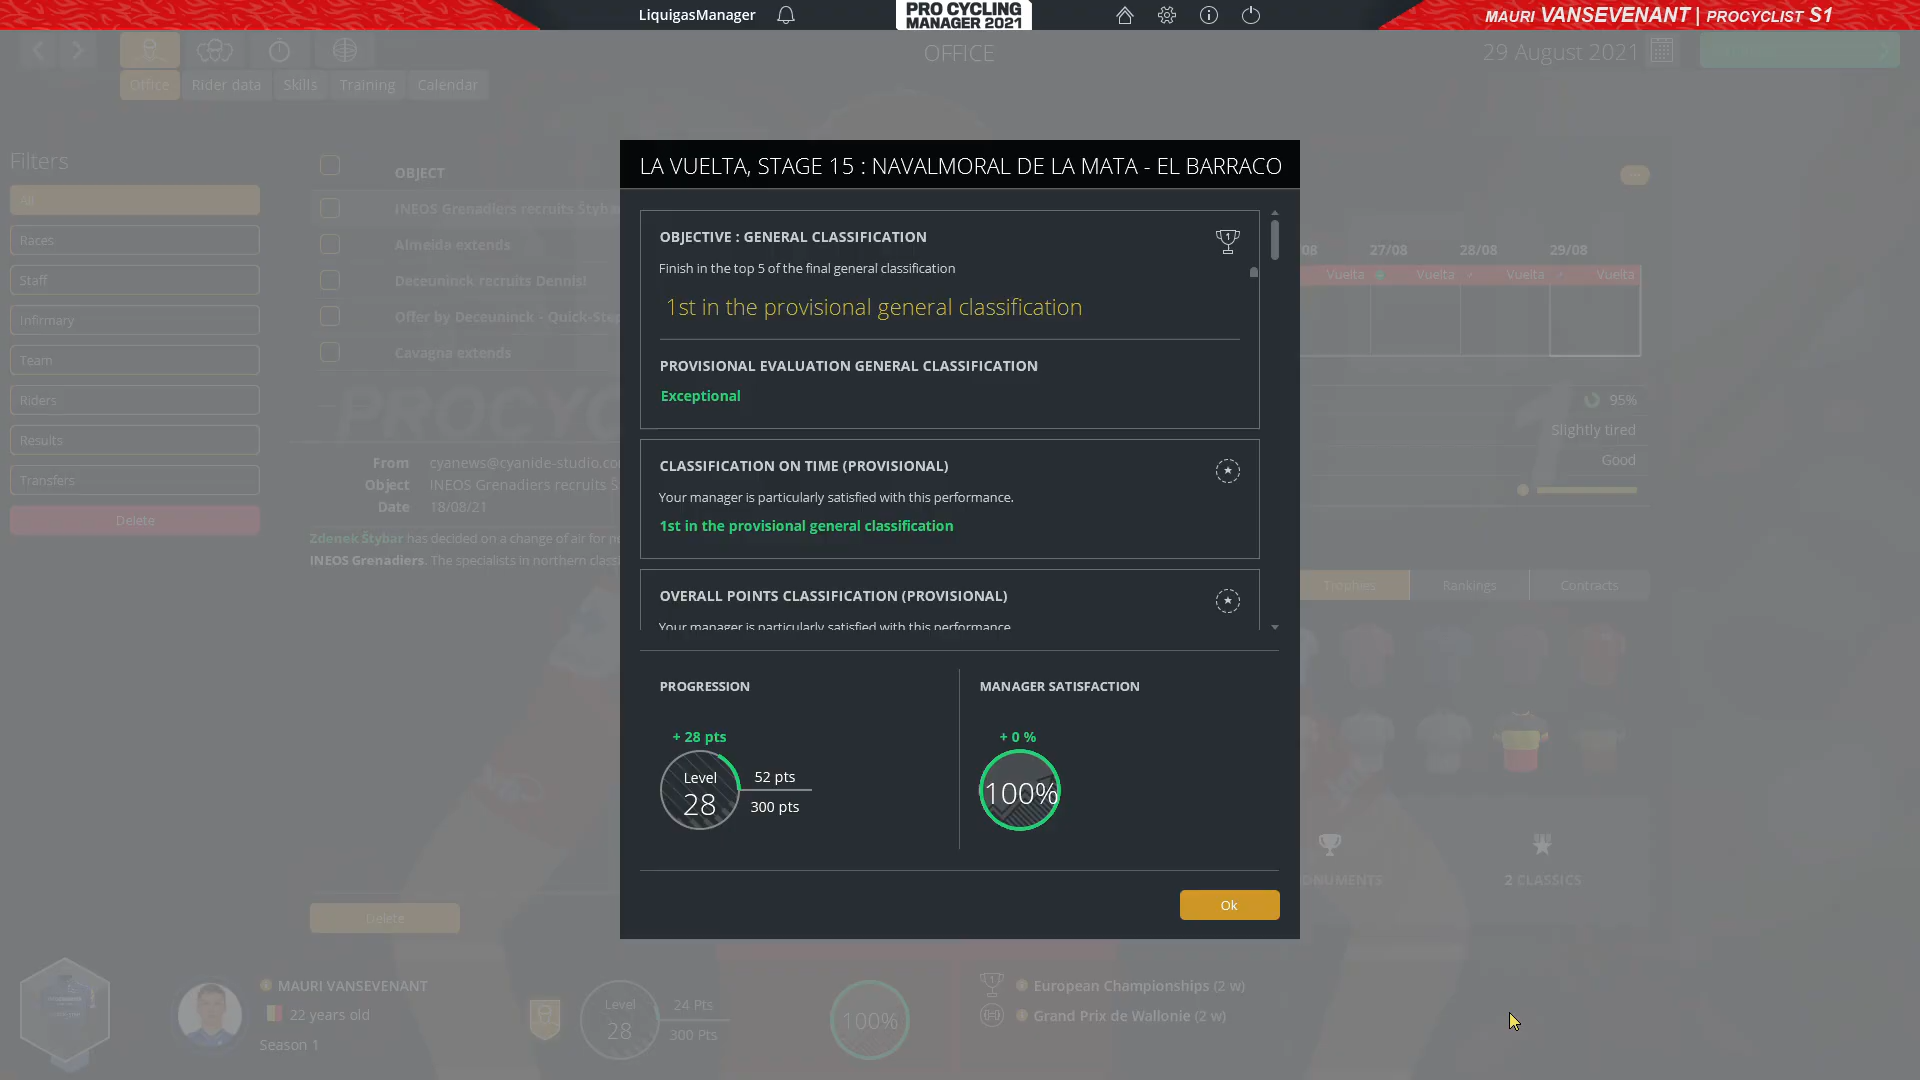 LiquigasManager
PRO CYCLING
MANAGER 2021
MAURI VANSEVENANT | PROCYCLIST S1
OFFICE
29 August 2021
Office
Rider data
Skills
Training
Calendar
LA VUELTA, STAGE 15 : NAVALMORAL DE LA MATA - EL BARRACO
Filters
All
Races
Staff
Infirmary
Team
Riders
Results
Transfers
Delete
OBJECT
INEOS Grenadiers recruits Štyba
Almeida extends
Deceuninck recruits Dennis!
Offer by Deceuninck - Quick-Step
Cavagna extends
PROCYC
From cyanews@cyanide-studio.co
Object INEOS Grenadiers recruits Š
Date 18/08/21
Zdenek Štybar has decided on a change of air for
INEOS Grenadiers. The specialists in northern
Delete
OBJECTIVE : GENERAL CLASSIFICATION
Finish in the top 5 of the final general classification
1st in the provisional general classification
PROVISIONAL EVALUATION GENERAL CLASSIFICATION
Exceptional
CLASSIFICATION ON TIME (PROVISIONAL)
Your manager is particularly satisfied with this performance.
1st in the provisional general classification
OVERALL POINTS CLASSIFICATION (PROVISIONAL)
Your manager is particularly satisfied with this performance.
PROGRESSION
+ 28 pts
Level
28
52 pts
300 pts
MANAGER SATISFACTION
+ 0 %
100%
Ok
/08 27/08 28/08 29/08
Vuelta Vuelta Vuelta Vuelta
95%
Slightly tired
Good
Trophies
Rankings
Contracts
ONUMENTS
2 CLASSICS
MAURI VANSEVENANT
22 years old
Season 1
Level
28
24 Pts
300 Pts
100%
European Championships (2 w)
Grand Prix de Wallonie (2 w)